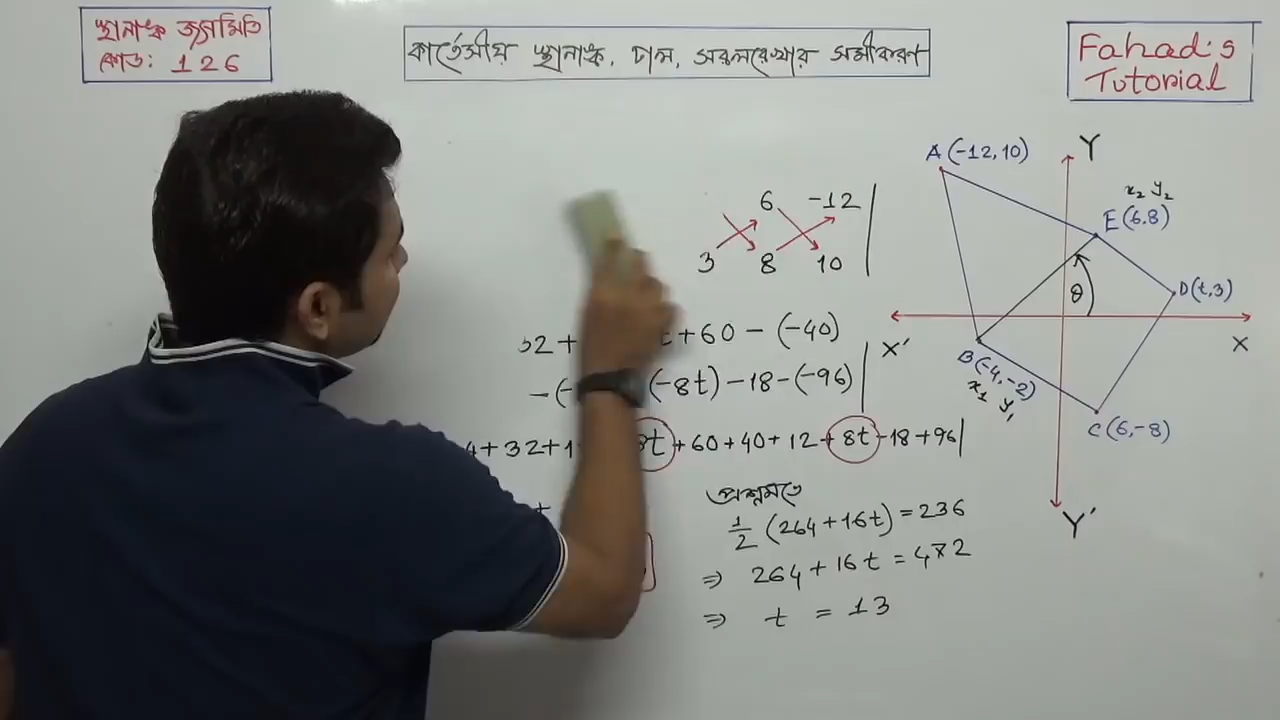 স্থানাঙ্ক জ্যামিতি
কোড: 126
কার্তেসীয় স্থানাঙ্ক, ঢাল, সরলরেখার সমীকরণ
Fahad's
Tutorial
6 -12
3 8 10
+60 - (-40)
(-8t) -18 - (-96)
+32+1
+60+40+12+8t-18+96
প্রশ্নমতে
1/2 (264+16t) = 236
⇒ 264+16t = 472
⇒ t = 13
A(-12,10)
Y
x₂ y₂
E(6.8)
D(t,3)
θ
X'
X
B(-4,-2)
x₁ y₁
C(6,-8)
Y'